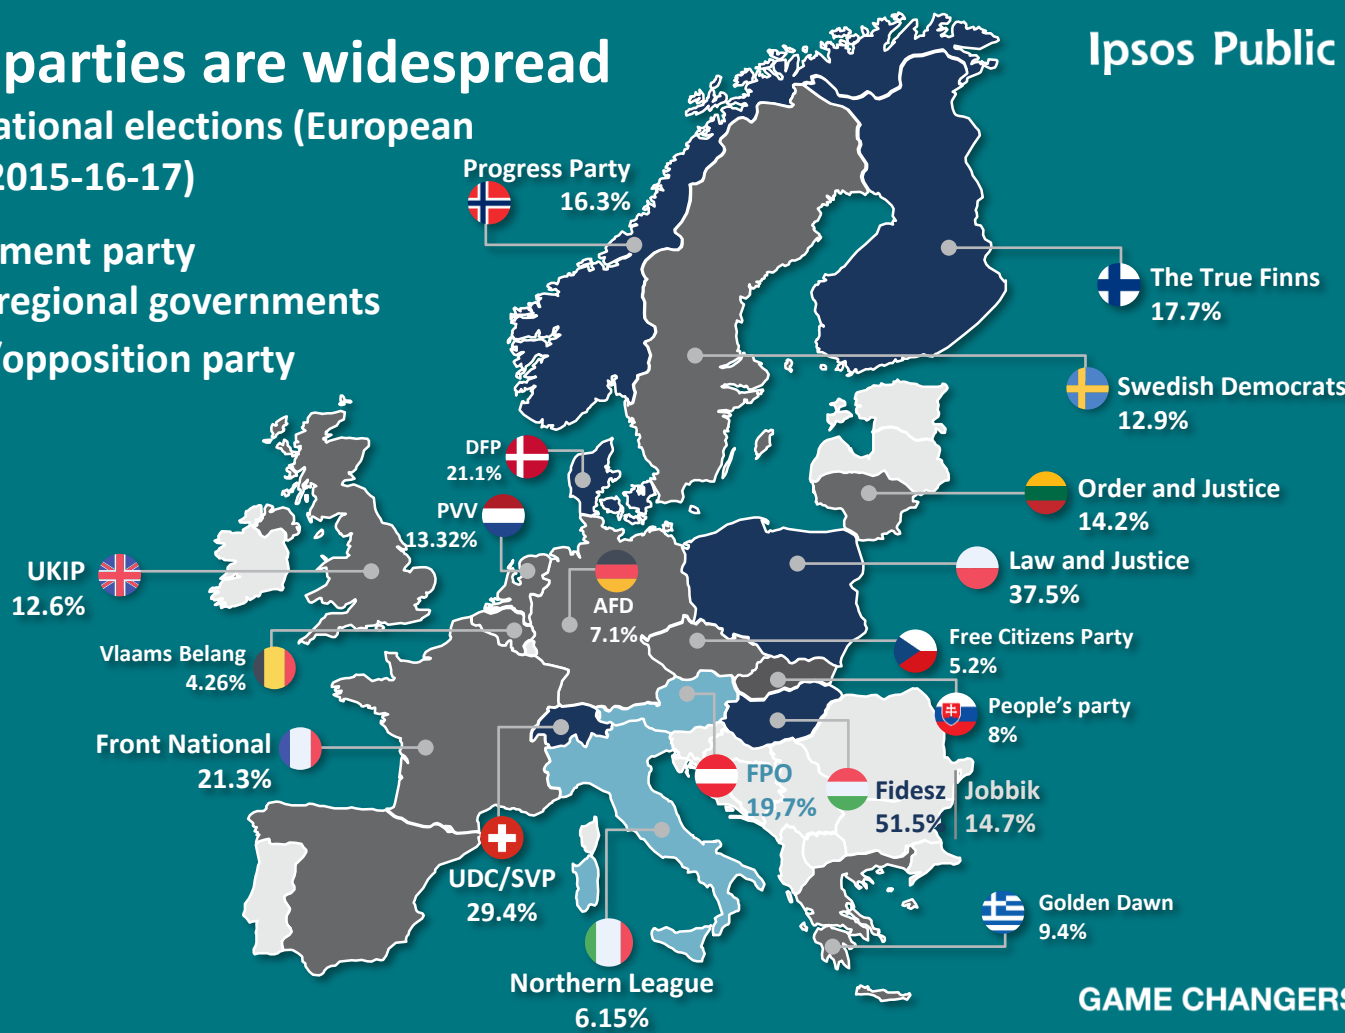 parties are widespread
ational elections (European
2015-16-17)
ment party
regional governments
/opposition party
Ipsos Public
Progress Party
16.3%
The True Finns
17.7%
Swedish Democrats
12.9%
DFP
21.1%
PVV
13.32%
Order and Justice
14.2%
Law and Justice
37.5%
UKIP
12.6%
AFD
7.1%
Free Citizens Party
5.2%
Vlaams Belang
4.26%
People's party
8%
Front National
21.3%
FPO
19,7%
Fidesz
51.5%
Jobbik
14.7%
UDC/SVP
29.4%
Golden Dawn
9.4%
Northern League
6.15%
GAME CHANGERS